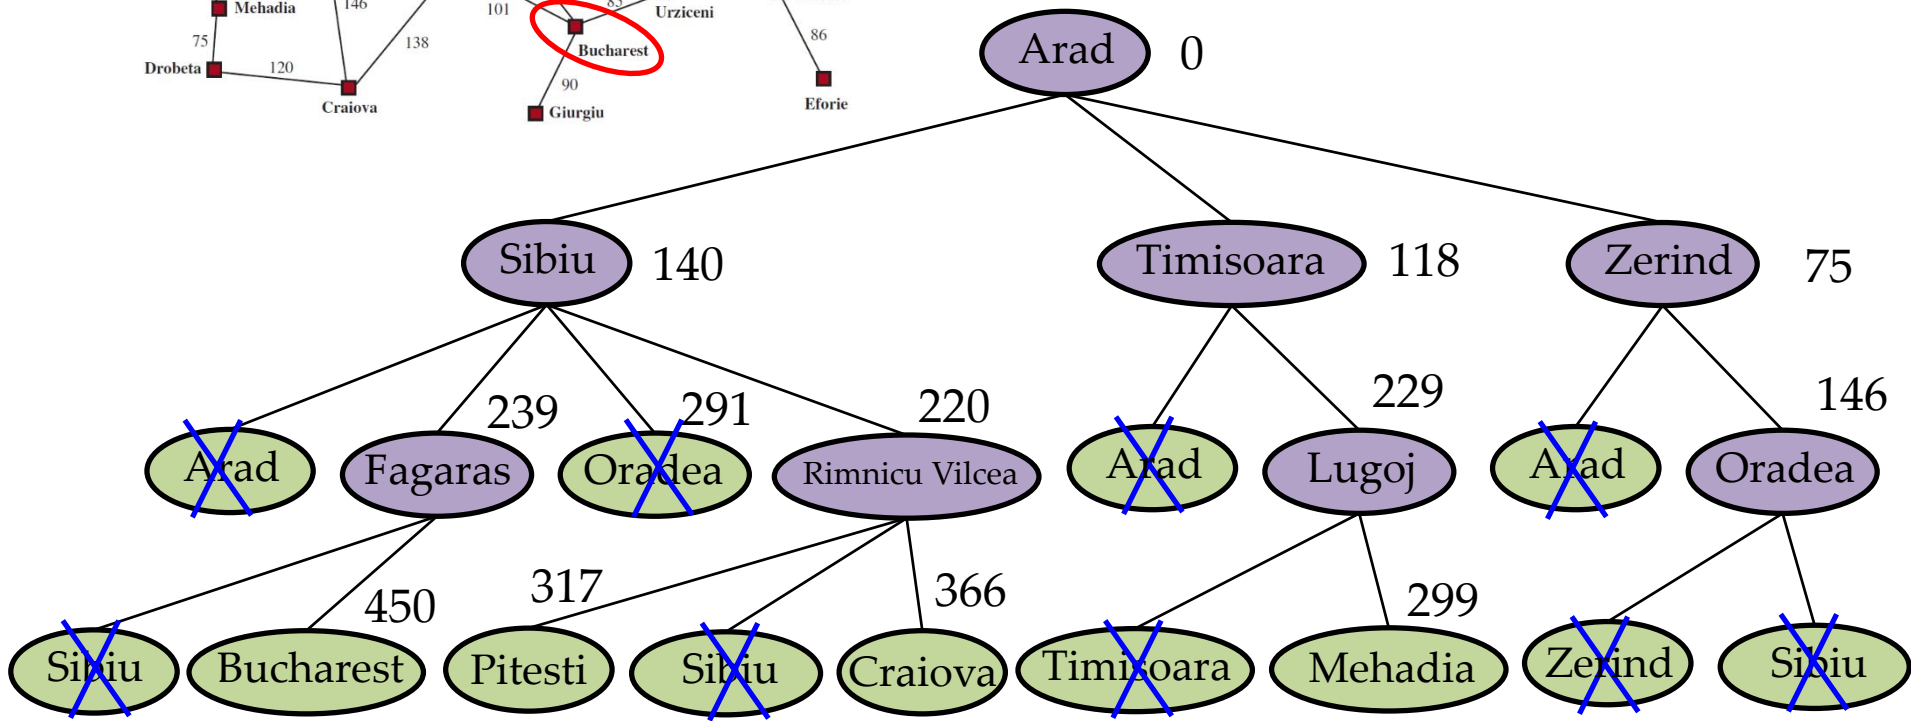 Mehadia
146
101
85
Urziceni
75
138
Bucharest
86
Drobeta
120
90
Craiova
Giurgiu
Eforie
Arad 0
Sibiu 140
Timisoara 118
Zerind 75
239
291
220
229
146
Arad
Fagaras
Oradea
Rimnicu Vilcea
Arad
Lugoj
Arad
Oradea
450
317
366
299
Sibiu
Bucharest
Pitesti
Sibiu
Craiova
Timisoara
Mehadia
Zerind
Sibiu